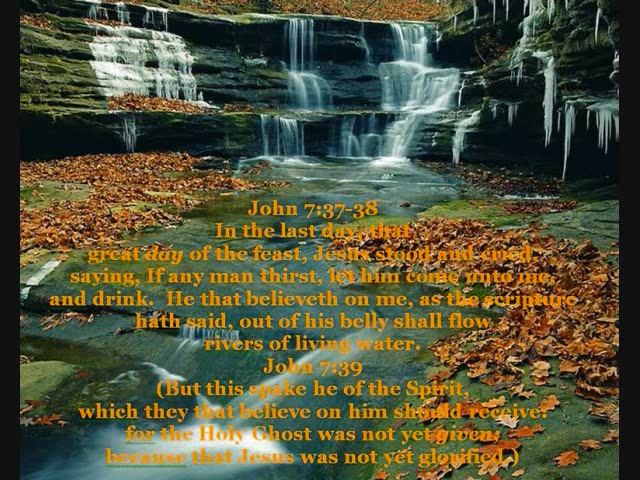 John 7:37-38
In the last day, that
great day of the feast, Jesus stood and cried,
saying, If any man thirst, let him come unto me,
and drink. He that believeth on me, as the scripture
hath said, out of his belly shall flow
rivers of living water.
John 7:39
(But this spake he of the Spirit,
which they that believe on him should receive:
for the Holy Ghost was not yet given;
because that Jesus was not yet glorified.)